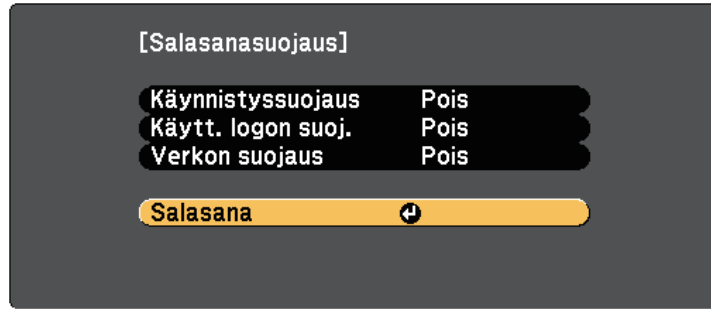 [Salasanasuojaus]
Käynnistyssuojaus Pois
Käytt. logon suoj. Pois
Verkon suojaus Pois
Salasana